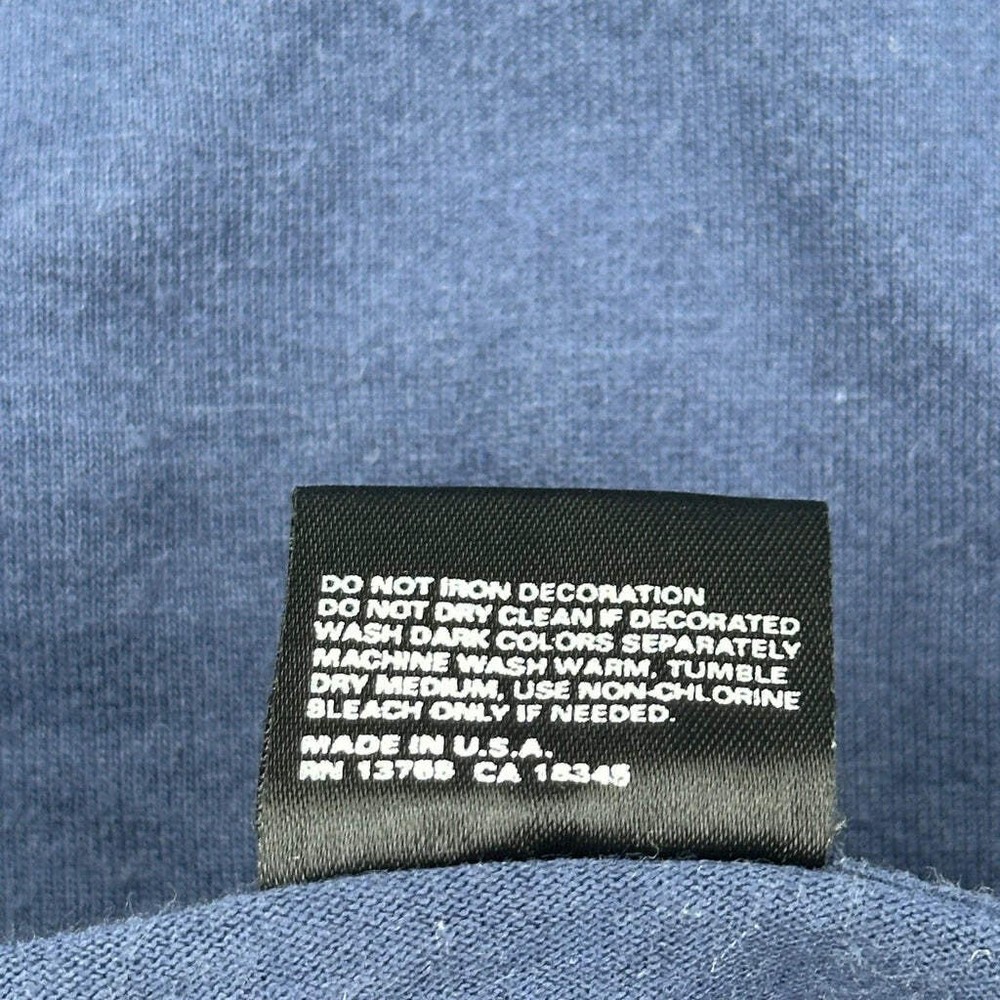 DO NOT IRON DECORATION
DO NOT DRY CLEAN IF DECORATED
WASH DARK COLORS SEPARATELY
MACHINE WASH WARM, TUMBLE
DRY MEDIUM, USE NON-CHLORINE
BLEACH ONLY IF NEEDED.
MADE IN U.S.A.
RN 13765 CA 18345